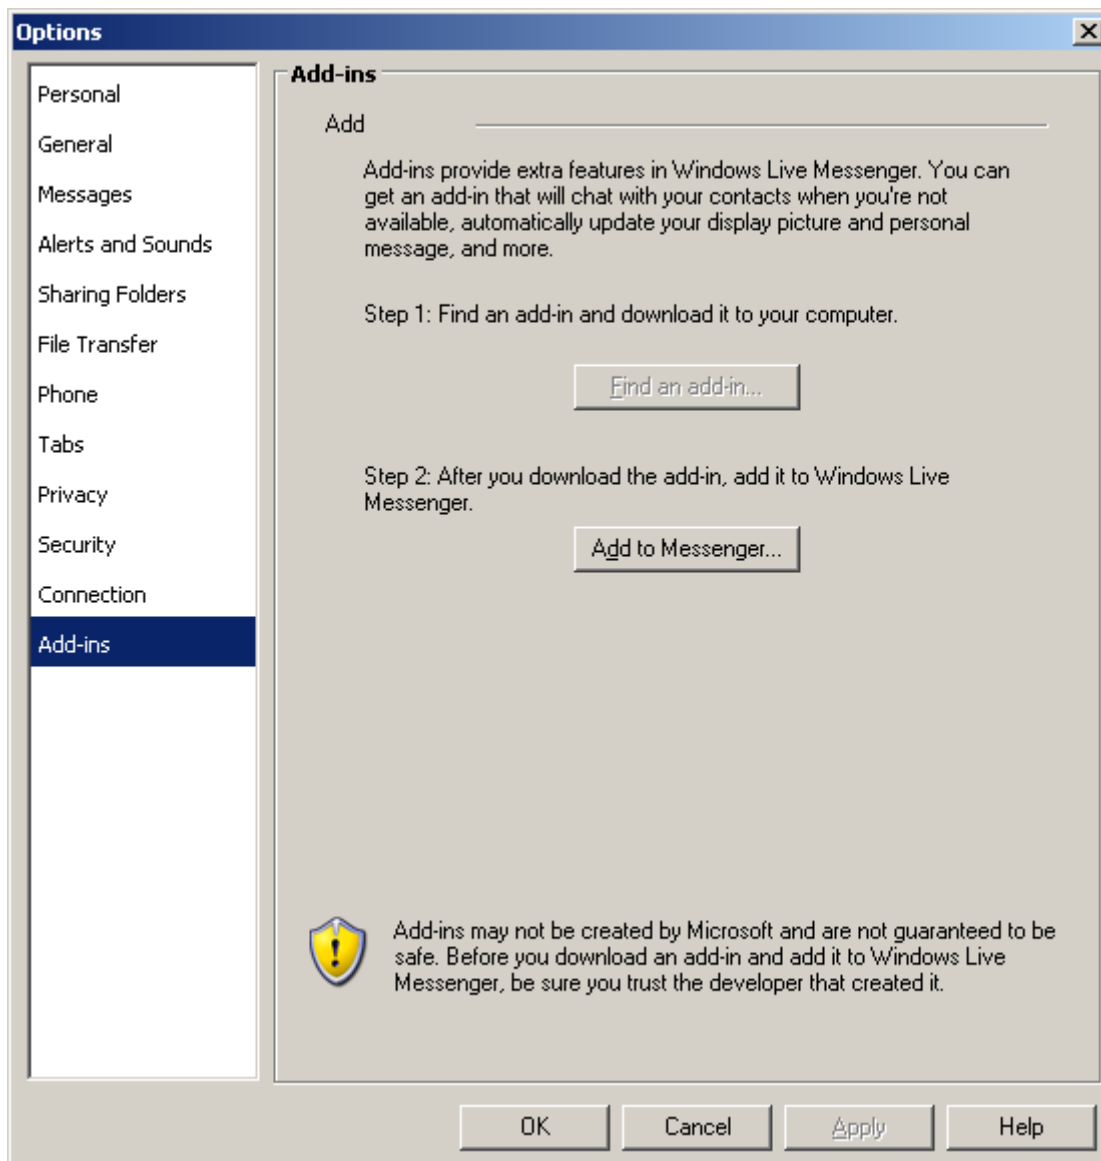 Options
Personal
General
Messages
Alerts and Sounds
Sharing Folders
File Transfer
Phone
Tabs
Privacy
Security
Connection
Add-ins
Add-ins
Add
Add-ins provide extra features in Windows Live Messenger. You can
get an add-in that will chat with your contacts when you're not
available, automatically update your display picture and personal
message, and more.
Step 1: Find an add-in and download it to your computer.
Find an add-in...
Step 2: After you download the add-in, add it to Windows Live
Messenger.
Add to Messenger...
Add-ins may not be created by Microsoft and are not guaranteed to be
safe. Before you download an add-in and add it to Windows Live
Messenger, be sure you trust the developer that created it.
OK
Cancel
Apply
Help